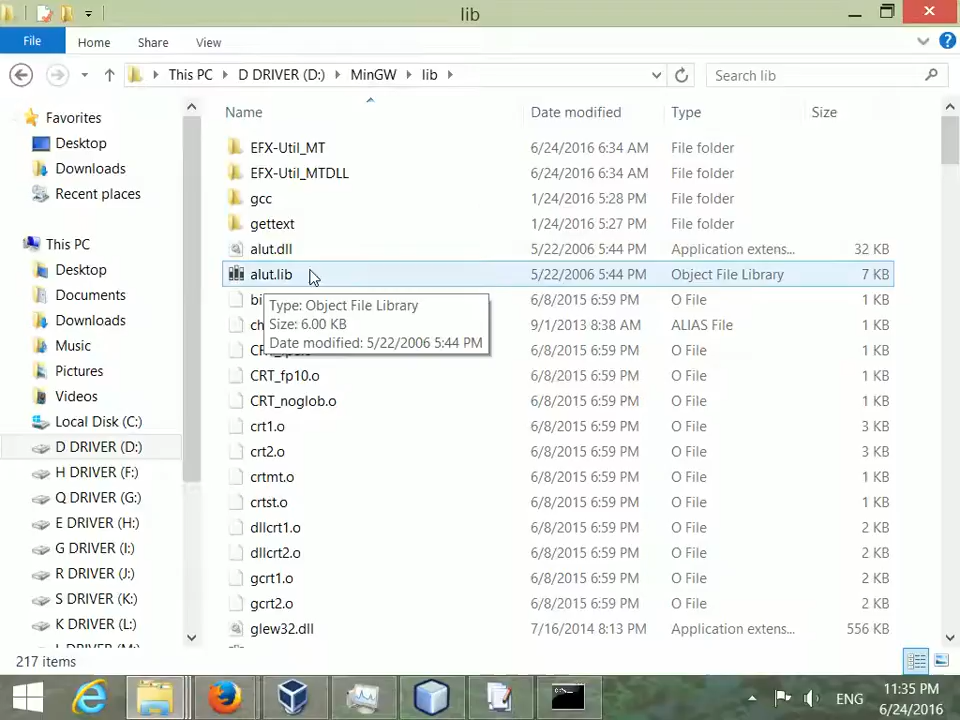 lib
File
Home
Share
View
This PC
D DRIVER (D:)
MinGW
lib
Search lib
Name
Date modified
Type
Size
Favorites
Desktop
Downloads
Recent places
This PC
Desktop
Documents
Downloads
Music
Pictures
Videos
Local Disk (C:)
D DRIVER (D:)
H DRIVER (F:)
Q DRIVER (G:)
E DRIVER (H:)
G DRIVER (I:)
R DRIVER (J:)
S DRIVER (K:)
K DRIVER (L:)
EFX-Util_MT 6/24/2016 6:34 AM File folder
EFX-Util_MTDLL 6/24/2016 6:34 AM File folder
gcc 1/24/2016 5:28 PM File folder
gettext 1/24/2016 5:27 PM File folder
alut.dll 5/22/2006 5:44 PM Application extens... 32 KB
alut.lib 5/22/2006 5:44 PM Object File Library 7 KB
bi 6/8/2015 6:59 PM O File 1 KB
ch 9/1/2013 8:38 AM ALIAS File 1 KB
6/8/2015 6:59 PM O File 1 KB
CRT_fp10.o 6/8/2015 6:59 PM O File 1 KB
CRT_noglob.o 6/8/2015 6:59 PM O File 1 KB
crt1.o 6/8/2015 6:59 PM O File 3 KB
crt2.o 6/8/2015 6:59 PM O File 3 KB
crtmt.o 6/8/2015 6:59 PM O File 1 KB
crtst.o 6/8/2015 6:59 PM O File 1 KB
dllcrt1.o 6/8/2015 6:59 PM O File 2 KB
dllcrt2.o 6/8/2015 6:59 PM O File 2 KB
gcrt1.o 6/8/2015 6:59 PM O File 3 KB
gcrt2.o 6/8/2015 6:59 PM O File 3 KB
glew32.dll 7/16/2014 8:13 PM Application extens... 556 KB
Type: Object File Library
Size: 6.00 KB
Date modified: 5/22/2006 5:44 PM
217 items
ENG
11:35 PM
6/24/2016